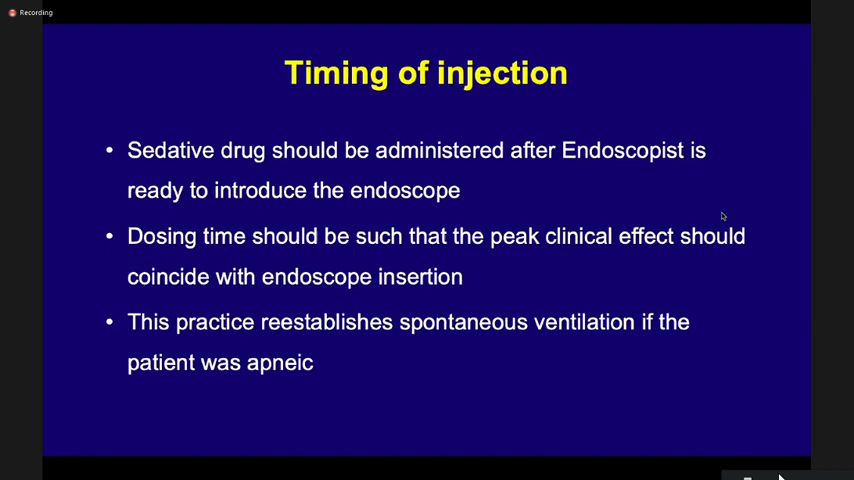 Recording
Timing of injection
• Sedative drug should be administered after Endoscopist is
ready to introduce the endoscope
• Dosing time should be such that the peak clinical effect should
coincide with endoscope insertion
• This practice reestablishes spontaneous ventilation if the
patient was apneic